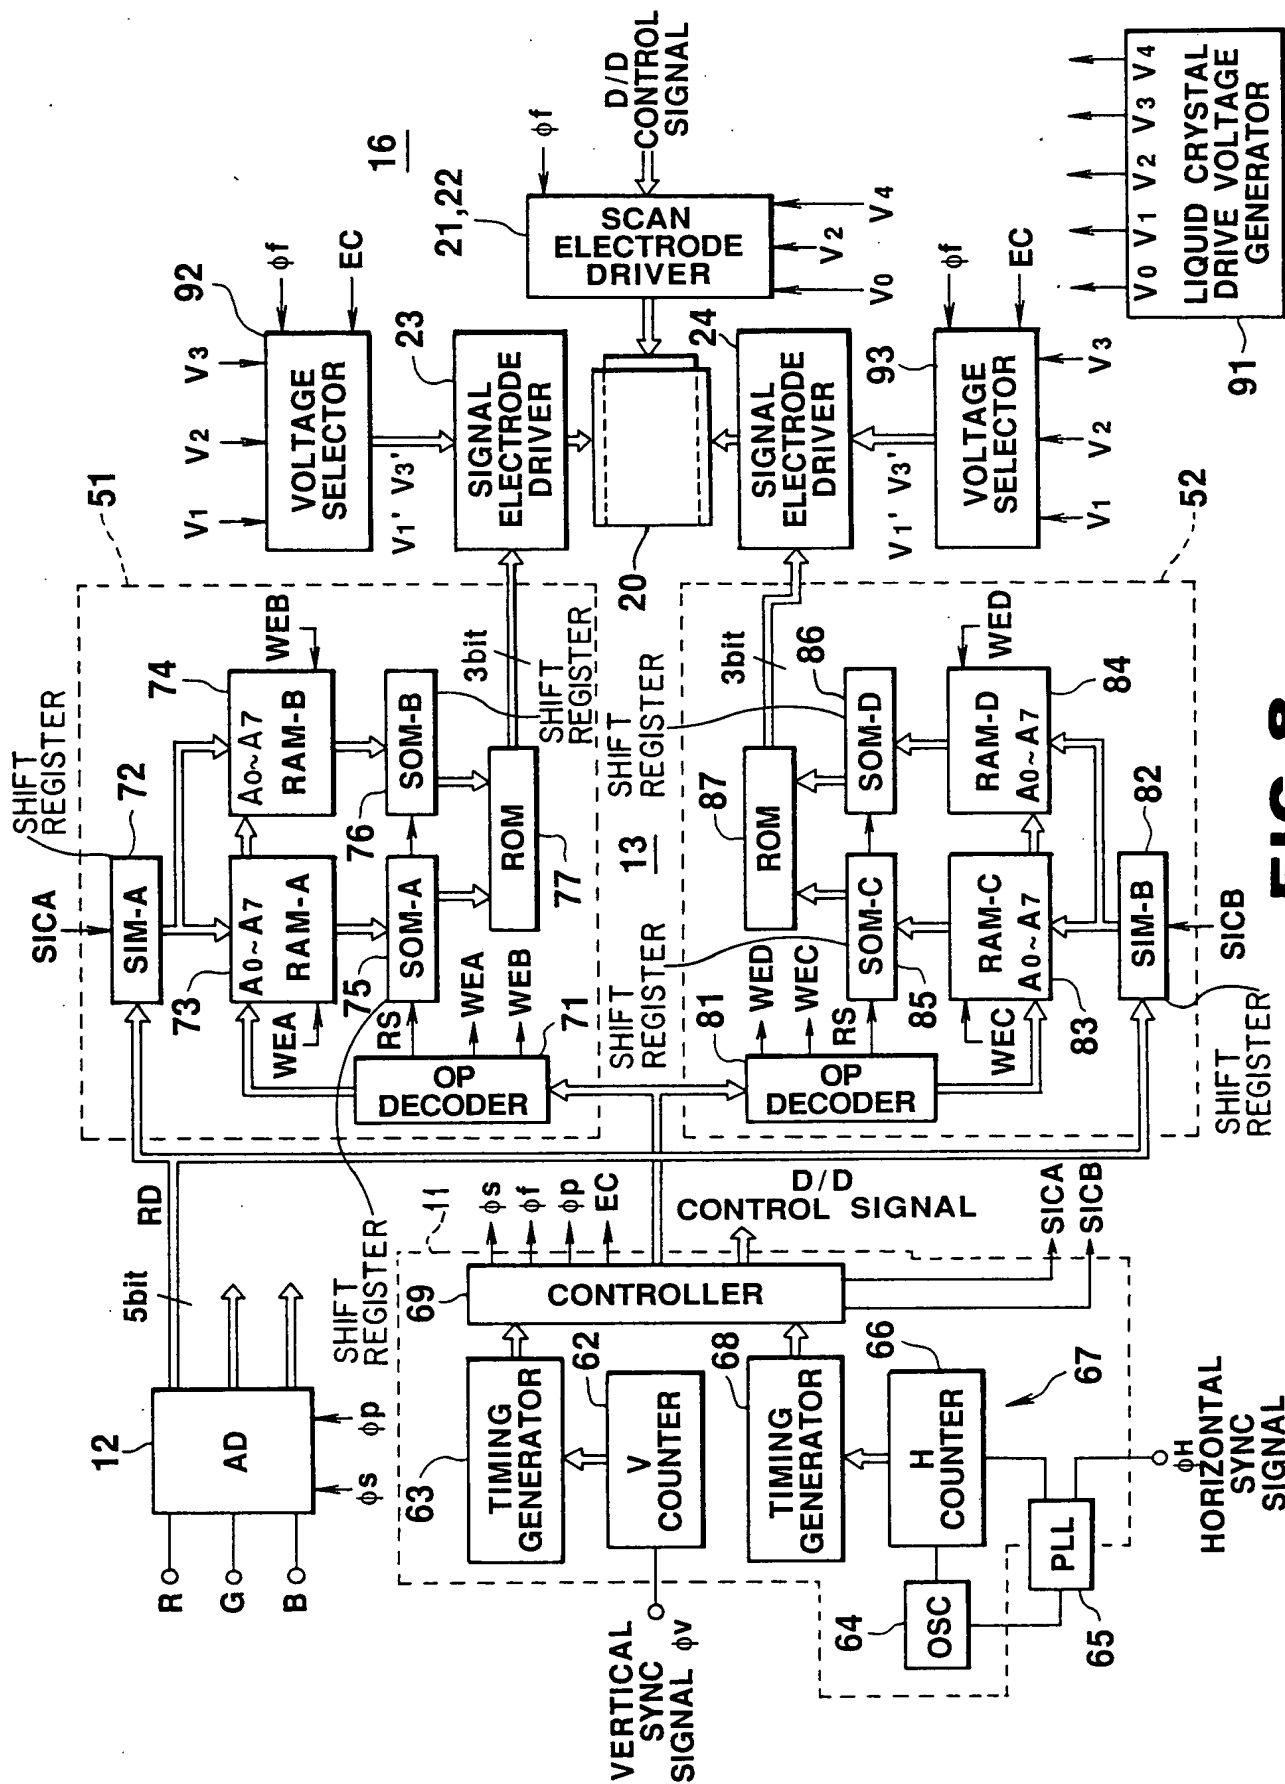 R
G
B
12
AD
φs
φp
5bit
RD
SHIFT
REGISTER
SICA
SIM-A
72
SHIFT
REGISTER
51
73
A0~A7
RAM-A
WEA
74
A0~A7
RAM-B
WEB
75
SOM-A
RS
76
SOM-B
SHIFT
REGISTER
ROM
77
3bit
WEA
WEB
OP
DECODER
71
V1
V2
V3
92
VOLTAGE
SELECTOR
φf
EC
V1' V3'
23
SIGNAL
ELECTRODE
DRIVER
16
21,22
SCAN
ELECTRODE
DRIVER
φf
D/D
CONTROL
SIGNAL
V0
V2
V4
20
24
SIGNAL
ELECTRODE
DRIVER
V1' V3'
93
VOLTAGE
SELECTOR
φf
EC
V1
V2
V3
V0
V1
V2
V3
V4
LIQUID CRYSTAL
DRIVE VOLTAGE
GENERATOR
91
13
SHIFT
REGISTER
SHIFT
REGISTER
81
OP
DECODER
WED
WEC
RS
87
ROM
3bit
SOM-C
85
SOM-D
86
WEC
RAM-C
A0~A7
83
WED
RAM-D
A0~A7
84
SIM-B
82
SICB
SHIFT
REGISTER
52
11
φs
φf
φp
EC
D/D
CONTROL SIGNAL
SICA
SICB
69
CONTROLLER
63
TIMING
GENERATOR
62
V
COUNTER
68
TIMING
GENERATOR
66
H
COUNTER
67
64
OSC
PLL
65
VERTICAL
SYNC
SIGNAL φv
φH
HORIZONTAL
SYNC
SIGNAL